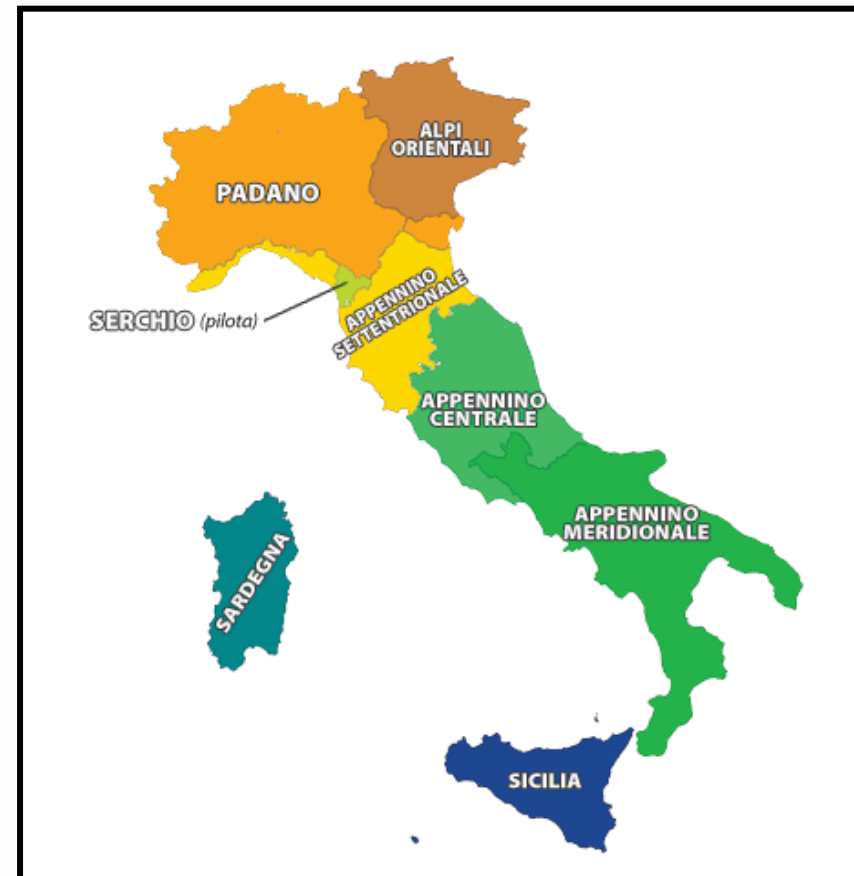 ALPI
ORIENTALI
PADANO
SERCHIO (pilota)
APPENNINO
SETTENTRIONALE
APPENNINO
CENTRALE
APPENNINO
MERIDIONALE
SARDEGNA
SICILIA